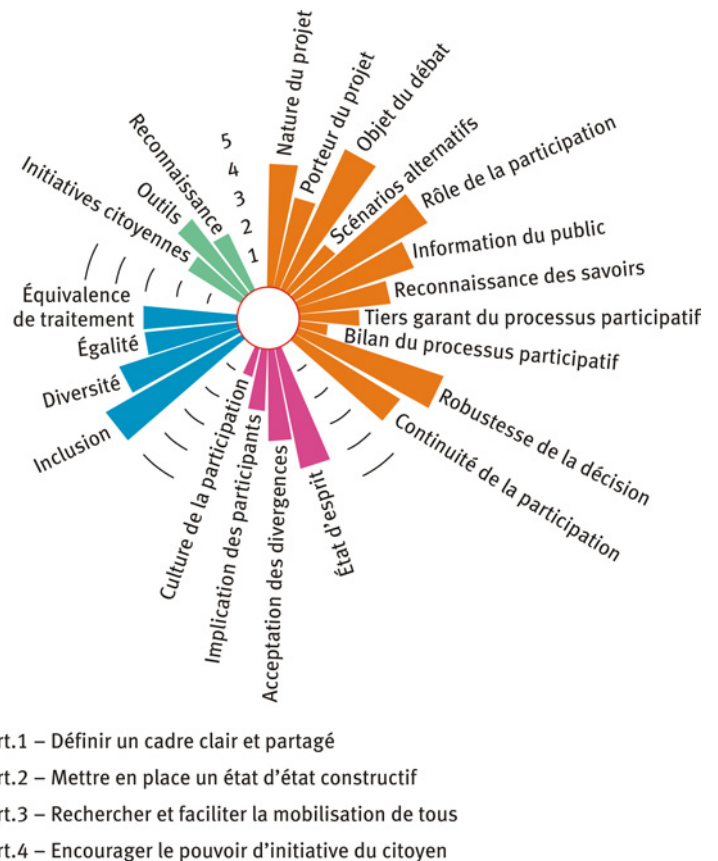 Nature du projet
Porteur du projet
Objet du débat
Scénarios alternatifs
Rôle de la participation
Information du public
Reconnaissance des savoirs
Tiers garant du processus participatif
Bilan du processus participatif
Robustesse de la décision
Continuité de la participation
État d'esprit
Acceptation des divergences
Implication des participants
Culture de la participation
Inclusion
Diversité
Égalité
Équivalence
de traitement
Initiatives citoyennes
Outils
Reconnaissance
5
4
3
2
1
rt.1 – Définir un cadre clair et partagé
rt.2 – Mettre en place un état d'état constructif
rt.3 – Rechercher et faciliter la mobilisation de tous
rt.4 – Encourager le pouvoir d'initiative du citoyen